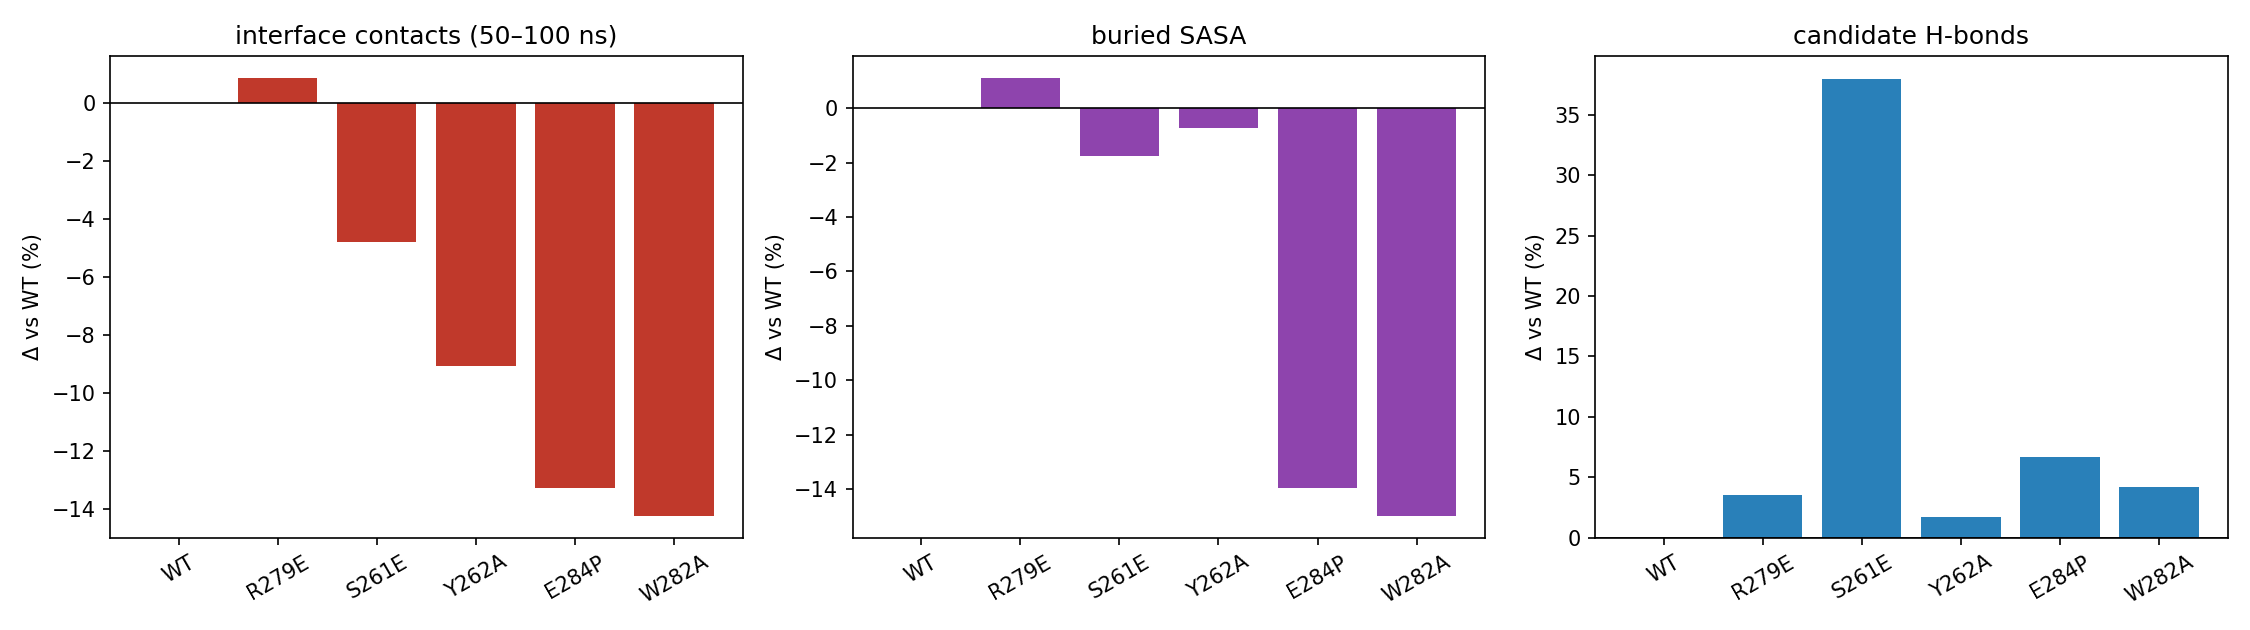 interface contacts (50–100 ns)
Δ vs WT (%)
0
−2
−4
−6
−8
−10
−12
−14
WT
R279E
S261E
Y262A
E284P
W282A
buried SASA
Δ vs WT (%)
0
−2
−4
−6
−8
−10
−12
−14
WT
R279E
S261E
Y262A
E284P
W282A
candidate H-bonds
Δ vs WT (%)
35
30
25
20
15
10
5
0
WT
R279E
S261E
Y262A
E284P
W282A